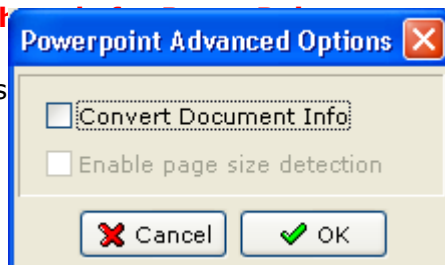 Powerpoint Advanced Options
s
Convert Document Info
Enable page size detection
Cancel OK